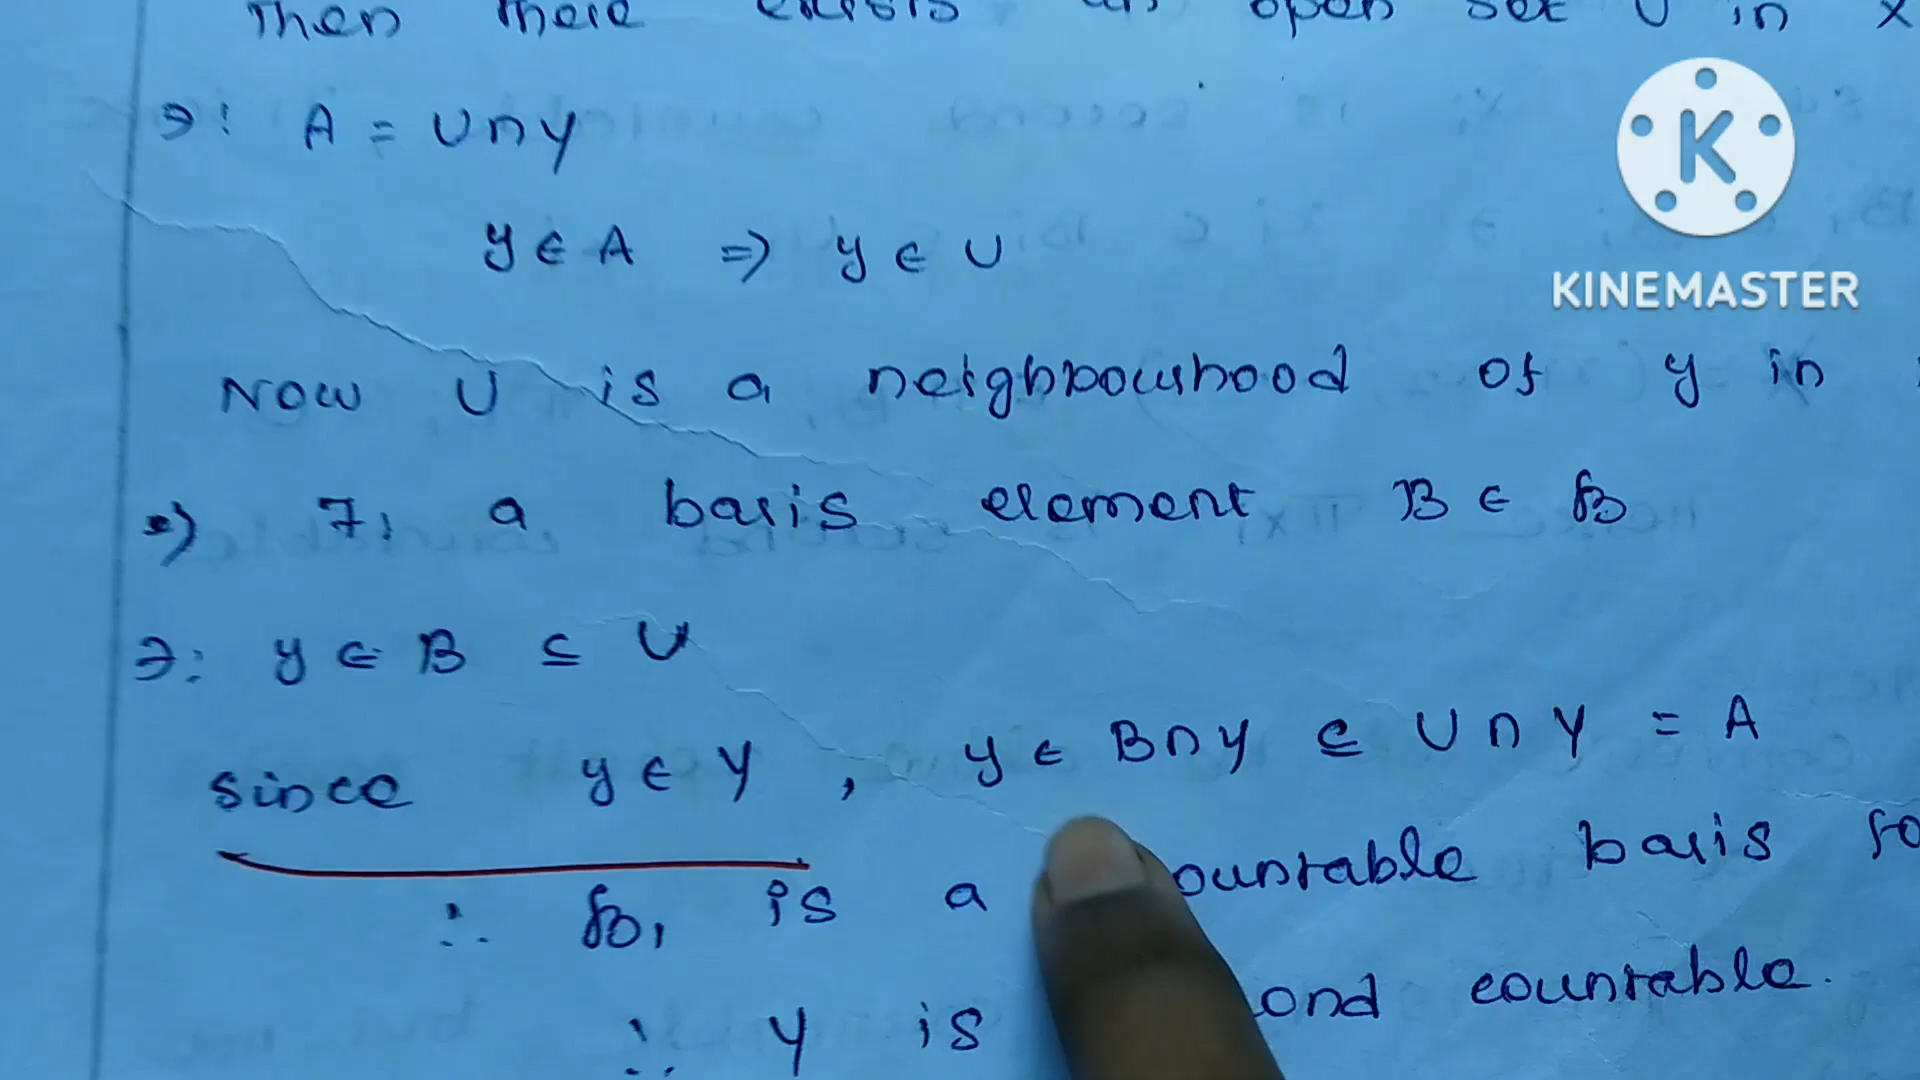 Then there exists an open set U in X
∋: A = U∩Y
y ∈ A ⇒ y ∈ U
KINEMASTER
Now U is a neighbourhood of y in
⇒) ∃, a basis element B ∈ ℬ
∋: y ∈ B ⊆ U
since y ∈ Y , y ∈ B∩Y ⊆ U∩Y = A
∴ ℬ₁ is a ountable basis fo
∴ Y is ond countable.